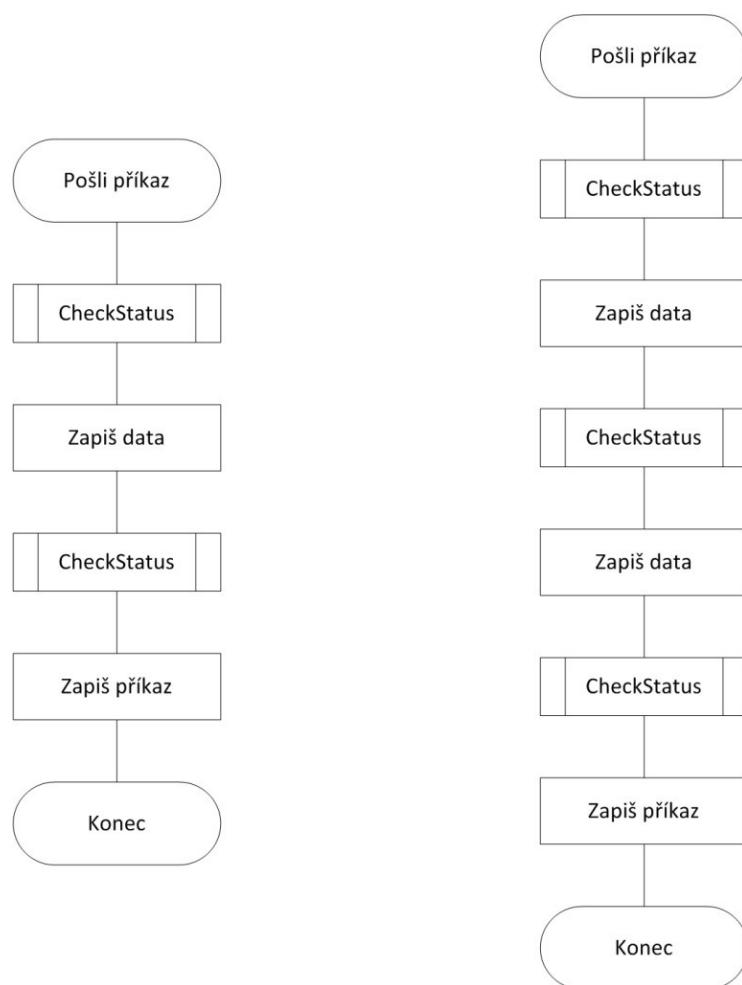 Pošli příkaz
CheckStatus
Zapiš data
CheckStatus
Zapiš příkaz
Konec
Pošli příkaz
CheckStatus
Zapiš data
CheckStatus
Zapiš data
CheckStatus
Zapiš příkaz
Konec